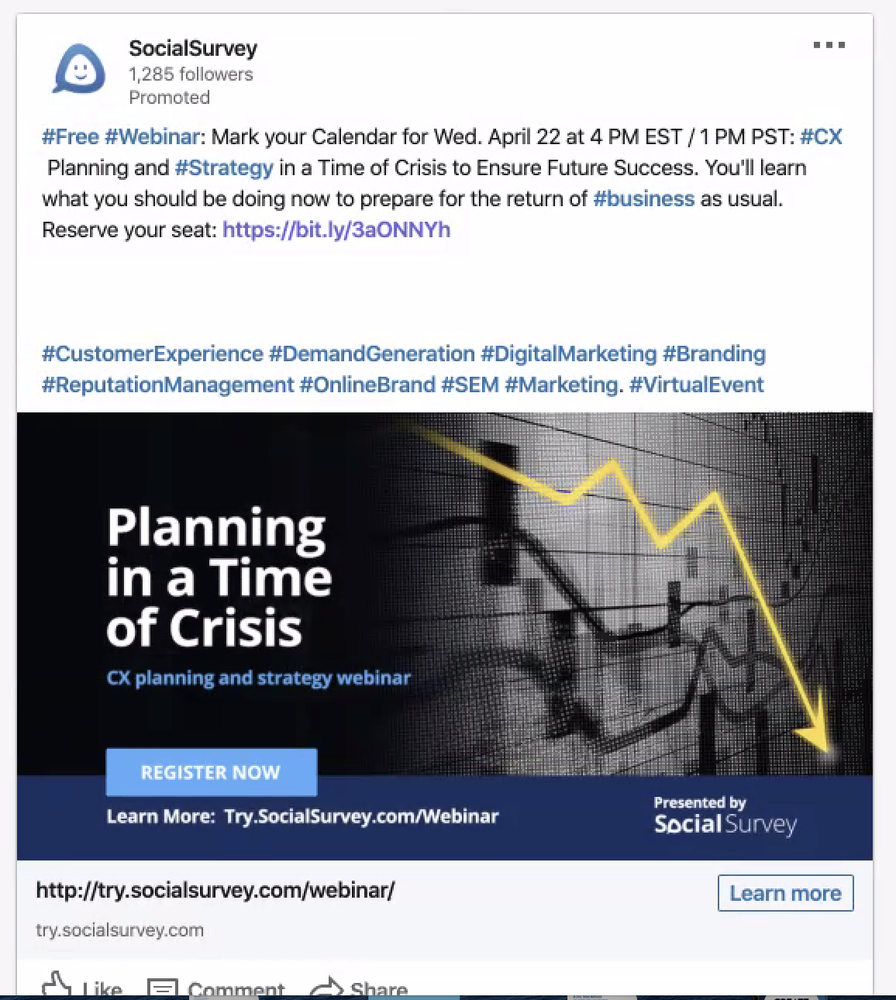 SocialSurvey
1,285 followers
Promoted
#Free #Webinar: Mark your Calendar for Wed. April 22 at 4 PM EST / 1 PM PST: #CX
Planning and #Strategy in a Time of Crisis to Ensure Future Success. You'll learn
what you should be doing now to prepare for the return of #business as usual.
Reserve your seat: https://bit.ly/3aONNYh
#CustomerExperience #DemandGeneration #DigitalMarketing #Branding
#ReputationManagement #OnlineBrand #SEM #Marketing. #VirtualEvent
Planning
in a Time
of Crisis
CX planning and strategy webinar
REGISTER NOW
Learn More: Try.SocialSurvey.com/Webinar
Presented by
SocialSurvey
http://try.socialsurvey.com/webinar/
Learn more
try.socialsurvey.com
Like
Comment
Share